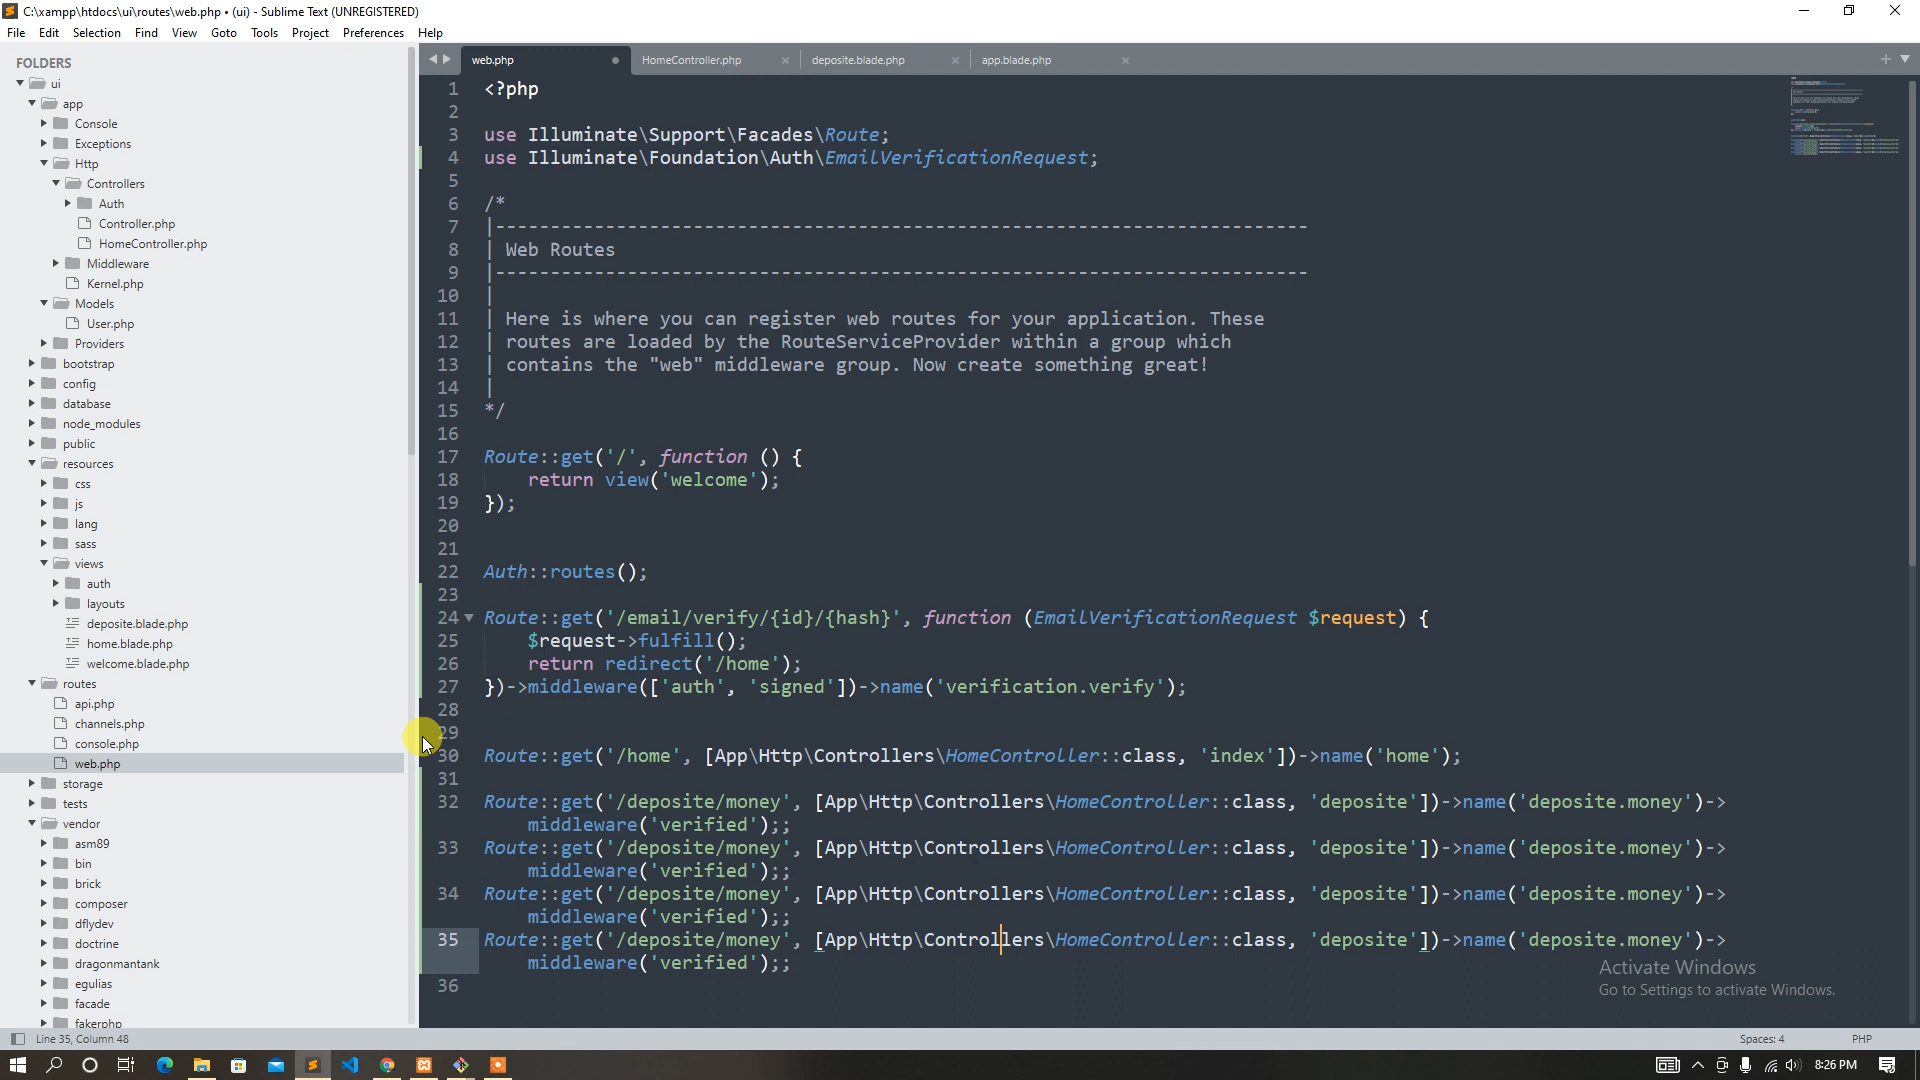 C:\xampp\htdocs\ui\routes\web.php • (ui) - Sublime Text (UNREGISTERED)
File Edit Selection Find View Goto Tools Project Preferences Help
FOLDERS
ui
app
Console
Exceptions
Http
Controllers
Auth
Controller.php
HomeController.php
Middleware
Kernel.php
Models
User.php
Providers
bootstrap
config
database
node_modules
public
resources
css
js
lang
sass
views
auth
layouts
deposite.blade.php
home.blade.php
welcome.blade.php
routes
api.php
channels.php
console.php
web.php
storage
tests
vendor
asm89
bin
brick
composer
dflydev
doctrine
dragonmantank
egulias
facade
fakerphp
web.php HomeController.php deposite.blade.php app.blade.php
1 <?php
2
3 use Illuminate\Support\Facades\Route;
4 use Illuminate\Foundation\Auth\EmailVerificationRequest;
5
6 /*
7 |--------------------------------------------------------------------------
8 | Web Routes
9 |--------------------------------------------------------------------------
10 |
11 | Here is where you can register web routes for your application. These
12 | routes are loaded by the RouteServiceProvider within a group which
13 | contains the "web" middleware group. Now create something great!
14 |
15 */
16
17 Route::get('/', function () {
18 return view('welcome');
19 });
20
21
22 Auth::routes();
23
24 Route::get('/email/verify/{id}/{hash}', function (EmailVerificationRequest $request) {
25 $request->fulfill();
26 return redirect('/home');
27 })->middleware(['auth', 'signed'])->name('verification.verify');
28
29
30 Route::get('/home', [App\Http\Controllers\HomeController::class, 'index'])->name('home');
31
32 Route::get('/deposite/money', [App\Http\Controllers\HomeController::class, 'deposite'])->name('deposite.money')->
middleware('verified');;
33 Route::get('/deposite/money', [App\Http\Controllers\HomeController::class, 'deposite'])->name('deposite.money')->
middleware('verified');;
34 Route::get('/deposite/money', [App\Http\Controllers\HomeController::class, 'deposite'])->name('deposite.money')->
middleware('verified');;
35 Route::get('/deposite/money', [App\Http\Controllers\HomeController::class, 'deposite'])->name('deposite.money')->
middleware('verified');;
36
Activate Windows
Go to Settings to activate Windows.
Line 35, Column 48 Spaces: 4 PHP
8:26 PM